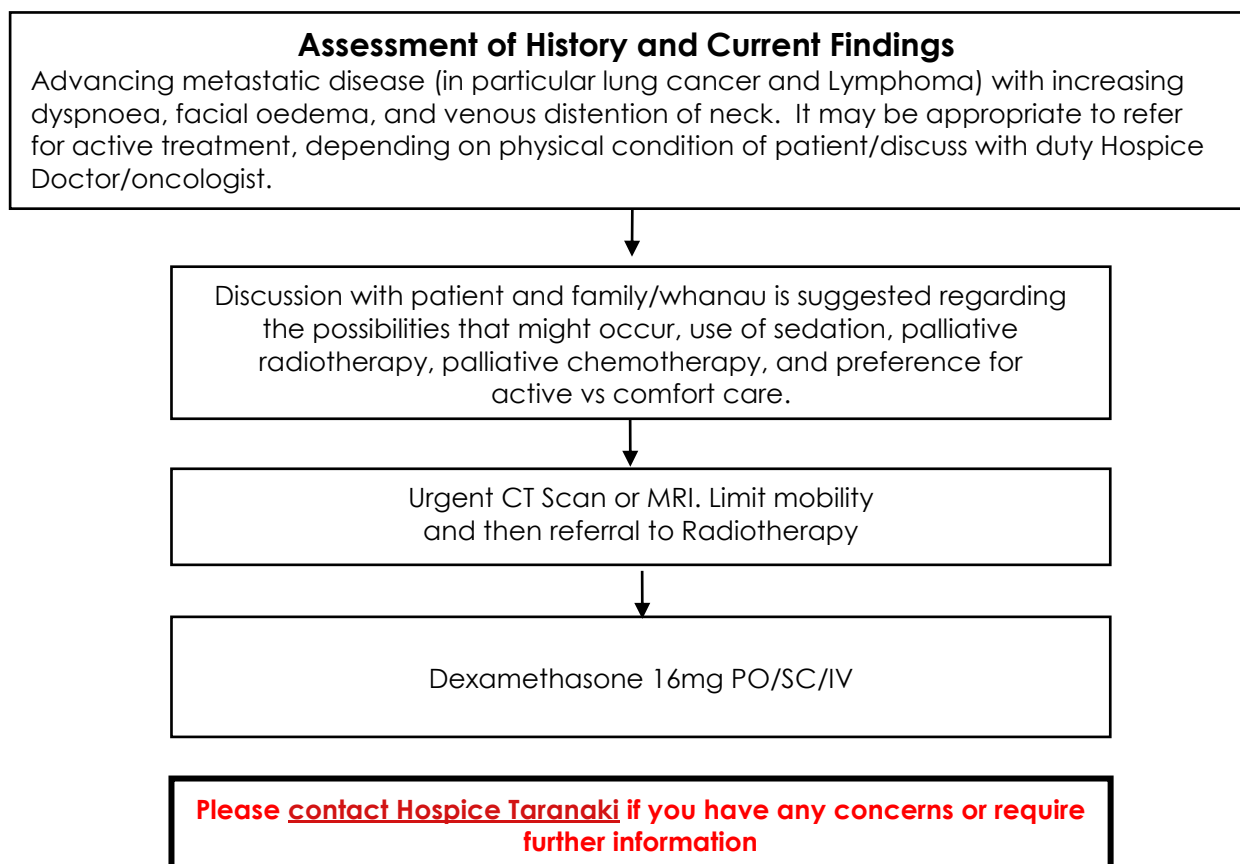 Assessment of History and Current Findings
Advancing metastatic disease (in particular lung cancer and Lymphoma) with increasing
dyspnoea, facial oedema, and venous distention of neck.  It may be appropriate to refer
for active treatment, depending on physical condition of patient/discuss with duty Hospice
Doctor/oncologist.
Discussion with patient and family/whanau is suggested regarding
the possibilities that might occur, use of sedation, palliative
radiotherapy, palliative chemotherapy, and preference for
active vs comfort care.
Urgent CT Scan or MRI. Limit mobility
and then referral to Radiotherapy
Dexamethasone 16mg PO/SC/IV
Please contact Hospice Taranaki if you have any concerns or require
further information